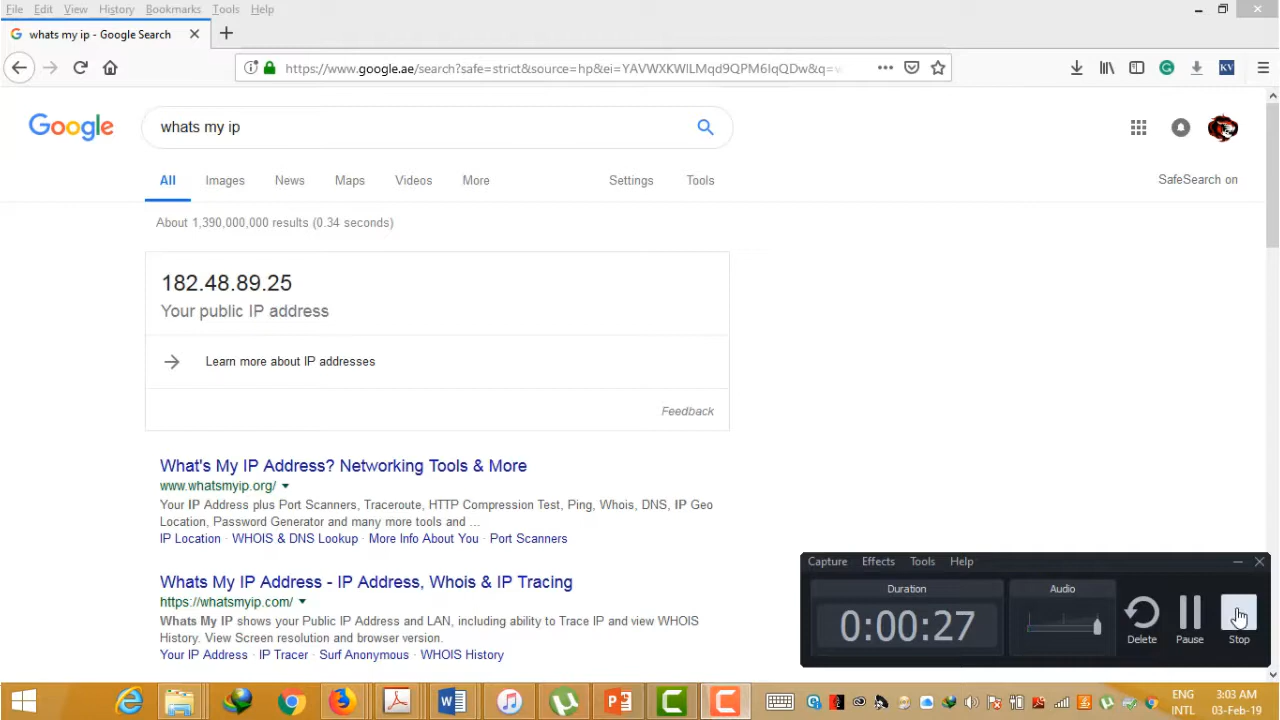 File Edit View History Bookmarks Tools Help
whats my ip - Google Search
https://www.google.ae/search?safe=strict&source=hp&ei=YAVWXKWILMqd9QPM6IqQDw&q=w
KV
Google
whats my ip
All Images News Maps Videos More Settings Tools
SafeSearch on
About 1,390,000,000 results (0.34 seconds)
182.48.89.25
Your public IP address
Learn more about IP addresses
Feedback
What's My IP Address? Networking Tools & More
www.whatsmyip.org/
Your IP Address plus Port Scanners, Traceroute, HTTP Compression Test, Ping, Whois, DNS, IP Geo
Location, Password Generator and many more tools and ...
IP Location · WHOIS & DNS Lookup · More Info About You · Port Scanners
Whats My IP Address - IP Address, Whois & IP Tracing
https://whatsmyip.com/
Whats My IP shows your Public IP Address and LAN, including ability to Trace IP and view WHOIS
History. View Screen resolution and browser version.
Your IP Address · IP Tracer · Surf Anonymous · WHOIS History
Capture Effects Tools Help
Duration
0:00:27
Audio
Delete Pause Stop
ENG
INTL
3:03 AM
03-Feb-19